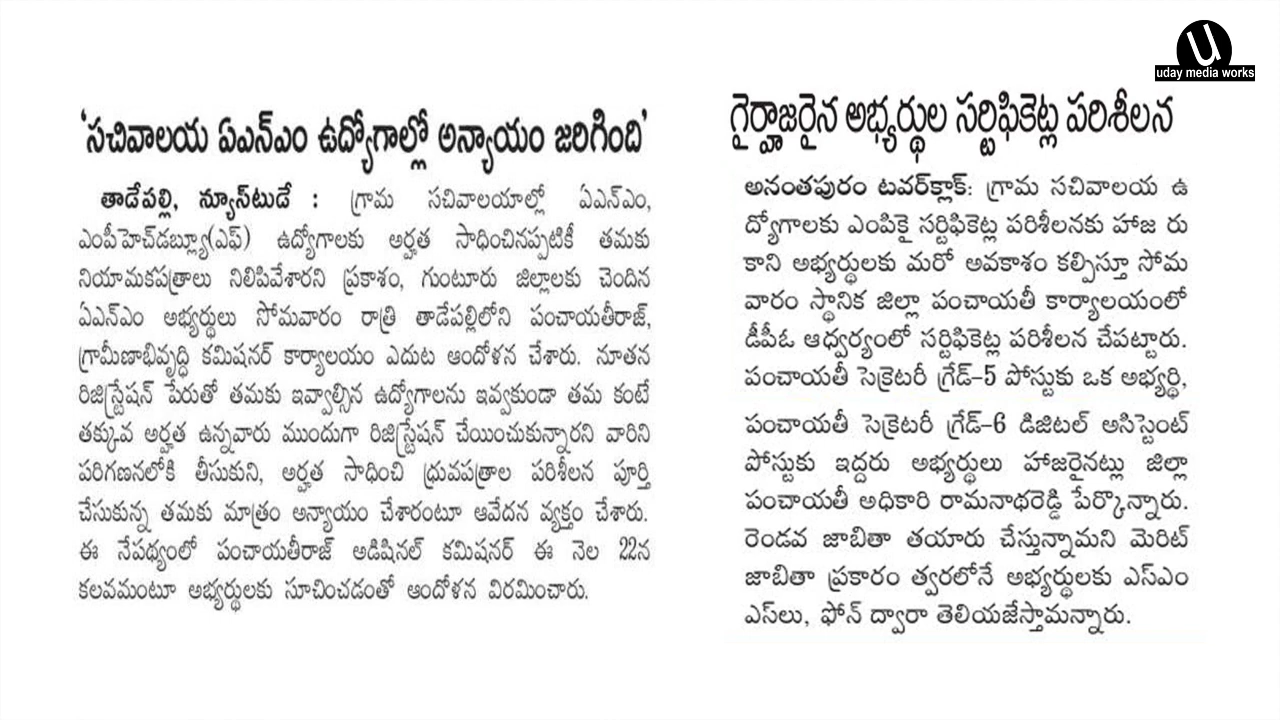 u
uday media works
‘సచివాలయ ఏఎన్ఎం ఉద్యోగాల్లో అన్యాయం జరిగింది’
తాడేపల్లి, న్యూస్‌టుడే : గ్రామ సచివాలయాల్లో ఏఎన్ఎం,
ఎంపీహెచ్‌డబ్ల్యూ(ఎఫ్) ఉద్యోగాలకు అర్హత సాధించినప్పటికీ తమకు
నియామకపత్రాలు నిలిపివేశారని ప్రకాశం, గుంటూరు జిల్లాలకు చెందిన
ఏఎన్ఎం అభ్యర్థులు సోమవారం రాత్రి తాడేపల్లిలోని పంచాయతీరాజ్,
గ్రామీణాభివృద్ధి కమిషనర్ కార్యాలయం ఎదుట ఆందోళన చేశారు. నూతన
రిజిస్ట్రేషన్ పేరుతో తమకు ఇవ్వాల్సిన ఉద్యోగాలను ఇవ్వకుండా తమ కంటే
తక్కువ అర్హత ఉన్నవారు ముందుగా రిజిస్ట్రేషన్ చేయించుకున్నారని వారిని
పరిగణనలోకి తీసుకుని, అర్హత సాధించి ధ్రువపత్రాల పరిశీలన పూర్తి
చేసుకున్న తమకు మాత్రం అన్యాయం చేశారంటూ ఆవేదన వ్యక్తం చేశారు.
ఈ నేపథ్యంలో పంచాయతీరాజ్ అడిషినల్ కమిషనర్ ఈ నెల 22న
కలవమంటూ అభ్యర్థులకు సూచించడంతో ఆందోళన విరమించారు.
గైర్హాజరైన అభ్యర్థుల సర్టిఫికెట్ల పరిశీలన
అనంతపురం టవర్‌క్లాక్: గ్రామ సచివాలయ ఉ
ద్యోగాలకు ఎంపికై సర్టిఫికెట్ల పరిశీలనకు హాజ రు
కాని అభ్యర్థులకు మరో అవకాశం కల్పిస్తూ సోమ
వారం స్థానిక జిల్లా పంచాయతీ కార్యాలయంలో
డీపీఓ ఆధ్వర్యంలో సర్టిఫికెట్ల పరిశీలన చేపట్టారు.
పంచాయతీ సెక్రెటరీ గ్రేడ్-5 పోస్టుకు ఒక అభ్యర్థి,
పంచాయతీ సెక్రెటరీ గ్రేడ్-6 డిజిటల్ అసిస్టెంట్
పోస్టుకు ఇద్దరు అభ్యర్థులు హాజరైనట్లు జిల్లా
పంచాయతీ అధికారి రామనాథరెడ్డి పేర్కొన్నారు.
రెండవ జాబితా తయారు చేస్తున్నామని మెరిట్
జాబితా ప్రకారం త్వరలోనే అభ్యర్థులకు ఎస్ఎం
ఎస్‌లు, ఫోన్ ద్వారా తెలియజేస్తామన్నారు.